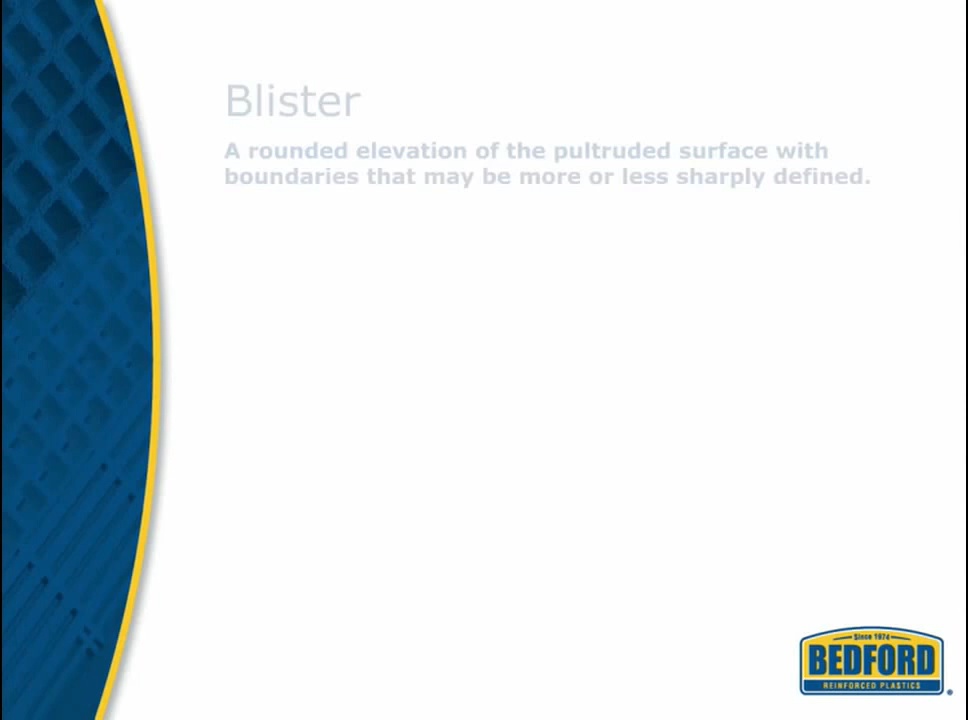 Blister
A rounded elevation of the pultruded surface with
boundaries that may be more or less sharply defined.
Since 1974
BEDFORD
REINFORCED PLASTICS